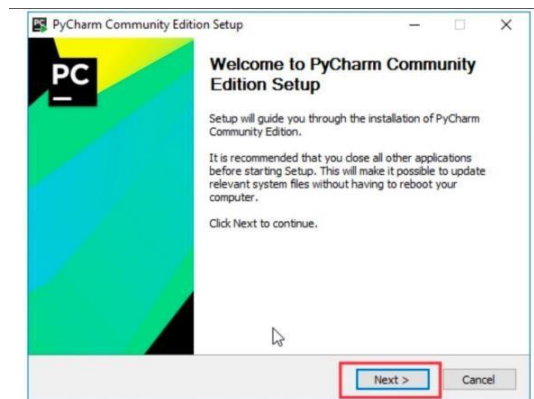 PyCharm Community Edition Setup
PC
Welcome to PyCharm Community
Edition Setup
Setup will guide you through the installation of PyCharm
Community Edition.
It is recommended that you close all other applications
before starting Setup. This will make it possible to update
relevant system files without having to reboot your
computer.
Click Next to continue.
Next >
Cancel